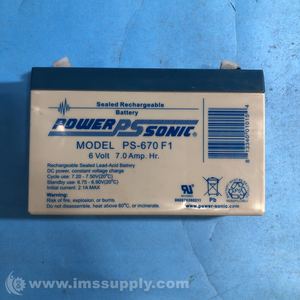 Sealed Rechargeable
Battery
POWER PS SONIC®
MODEL PS-670 F1
6 Volt 7.0 Amp. Hr.
Rechargeable Sealed Lead-Acid Battery
DC power, constant voltage charge
Cycle use: 7.20 - 7.50V(20°C)
Standby use: 6.75 - 6.90V(20°C)
Initial current: 2.1A MAX
Warning:
Risk of fire, explosion, or burns.
Do not disassemble, heat above 60°C, or incinerate.
Pb
www.power-sonic.com
© www.imssupply.com